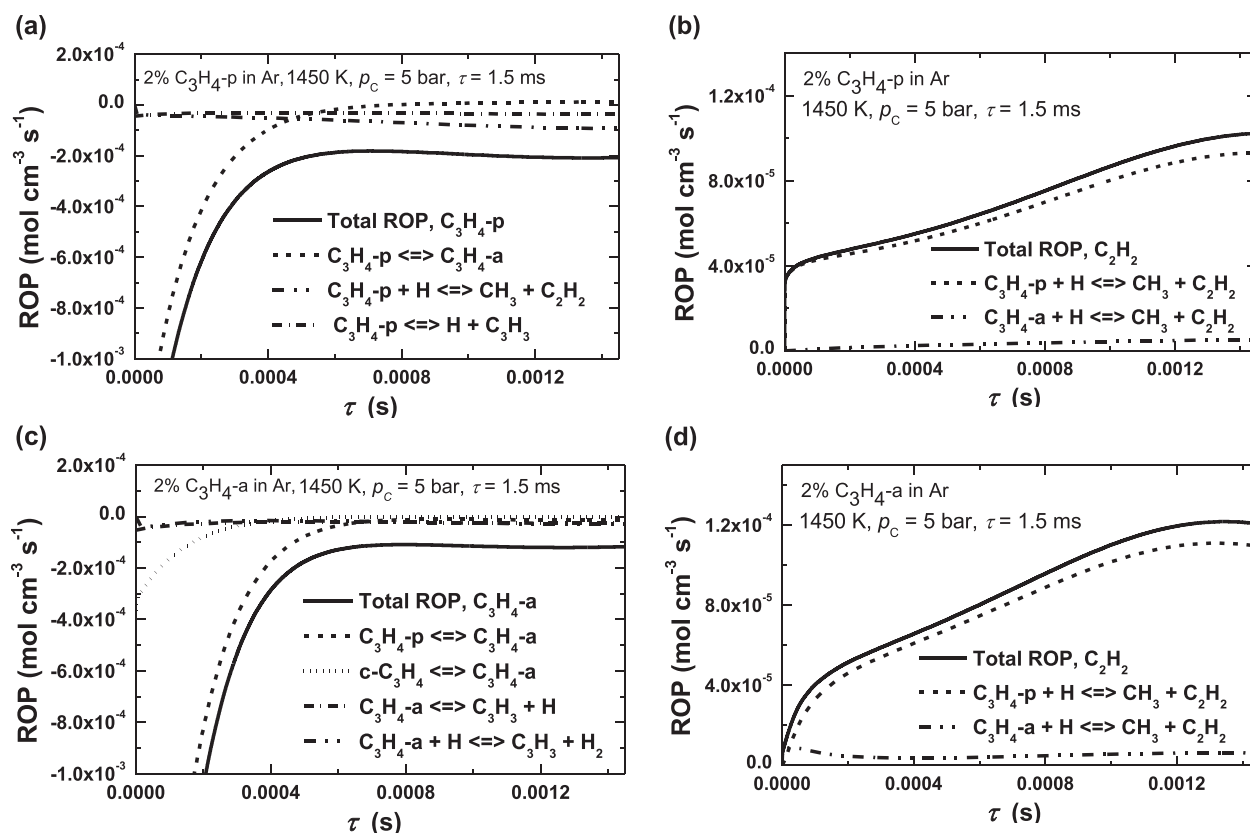 (a)
2.0x10⁻⁴
0.0
-2.0x10⁻⁴
-4.0x10⁻⁴
-6.0x10⁻⁴
-8.0x10⁻⁴
-1.0x10⁻³
ROP (mol cm⁻³ s⁻¹)
2% C₃H₄-p in Ar, 1450 K, p_C = 5 bar, τ = 1.5 ms
Total ROP, C₃H₄-p
C₃H₄-p <=> C₃H₄-a
C₃H₄-p + H <=> CH₃ + C₂H₂
C₃H₄-p <=> H + C₃H₃
0.0000 0.0004 0.0008 0.0012
τ (s)
(b)
1.2x10⁻⁴
8.0x10⁻⁵
4.0x10⁻⁵
0.0
ROP (mol cm⁻³ s⁻¹)
2% C₃H₄-p in Ar
1450 K, p_C = 5 bar, τ = 1.5 ms
Total ROP, C₂H₂
C₃H₄-p + H <=> CH₃ + C₂H₂
C₃H₄-a + H <=> CH₃ + C₂H₂
0.0000 0.0004 0.0008 0.0012
τ (s)
(c)
2.0x10⁻⁴
0.0
-2.0x10⁻⁴
-4.0x10⁻⁴
-6.0x10⁻⁴
-8.0x10⁻⁴
-1.0x10⁻³
ROP (mol cm⁻³ s⁻¹)
2% C₃H₄-a in Ar, 1450 K, p_C = 5 bar, τ = 1.5 ms
Total ROP, C₃H₄-a
C₃H₄-p <=> C₃H₄-a
c-C₃H₄ <=> C₃H₄-a
C₃H₄-a <=> C₃H₃ + H
C₃H₄-a + H <=> C₃H₃ + H₂
0.0000 0.0004 0.0008 0.0012
τ (s)
(d)
1.2x10⁻⁴
8.0x10⁻⁵
4.0x10⁻⁵
0.0
ROP (mol cm⁻³ s⁻¹)
2% C₃H₄-a in Ar
1450 K, p_C = 5 bar, τ = 1.5 ms
Total ROP, C₂H₂
C₃H₄-p + H <=> CH₃ + C₂H₂
C₃H₄-a + H <=> CH₃ + C₂H₂
0.0000 0.0004 0.0008 0.0012
τ (s)